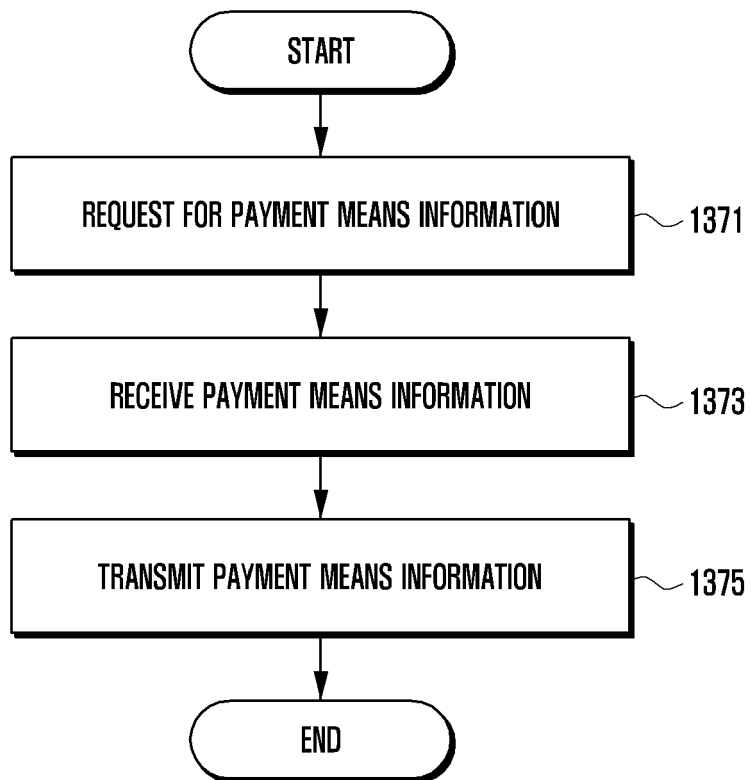 START
REQUEST FOR PAYMENT MEANS INFORMATION
1371
RECEIVE PAYMENT MEANS INFORMATION
1373
TRANSMIT PAYMENT MEANS INFORMATION
1375
END